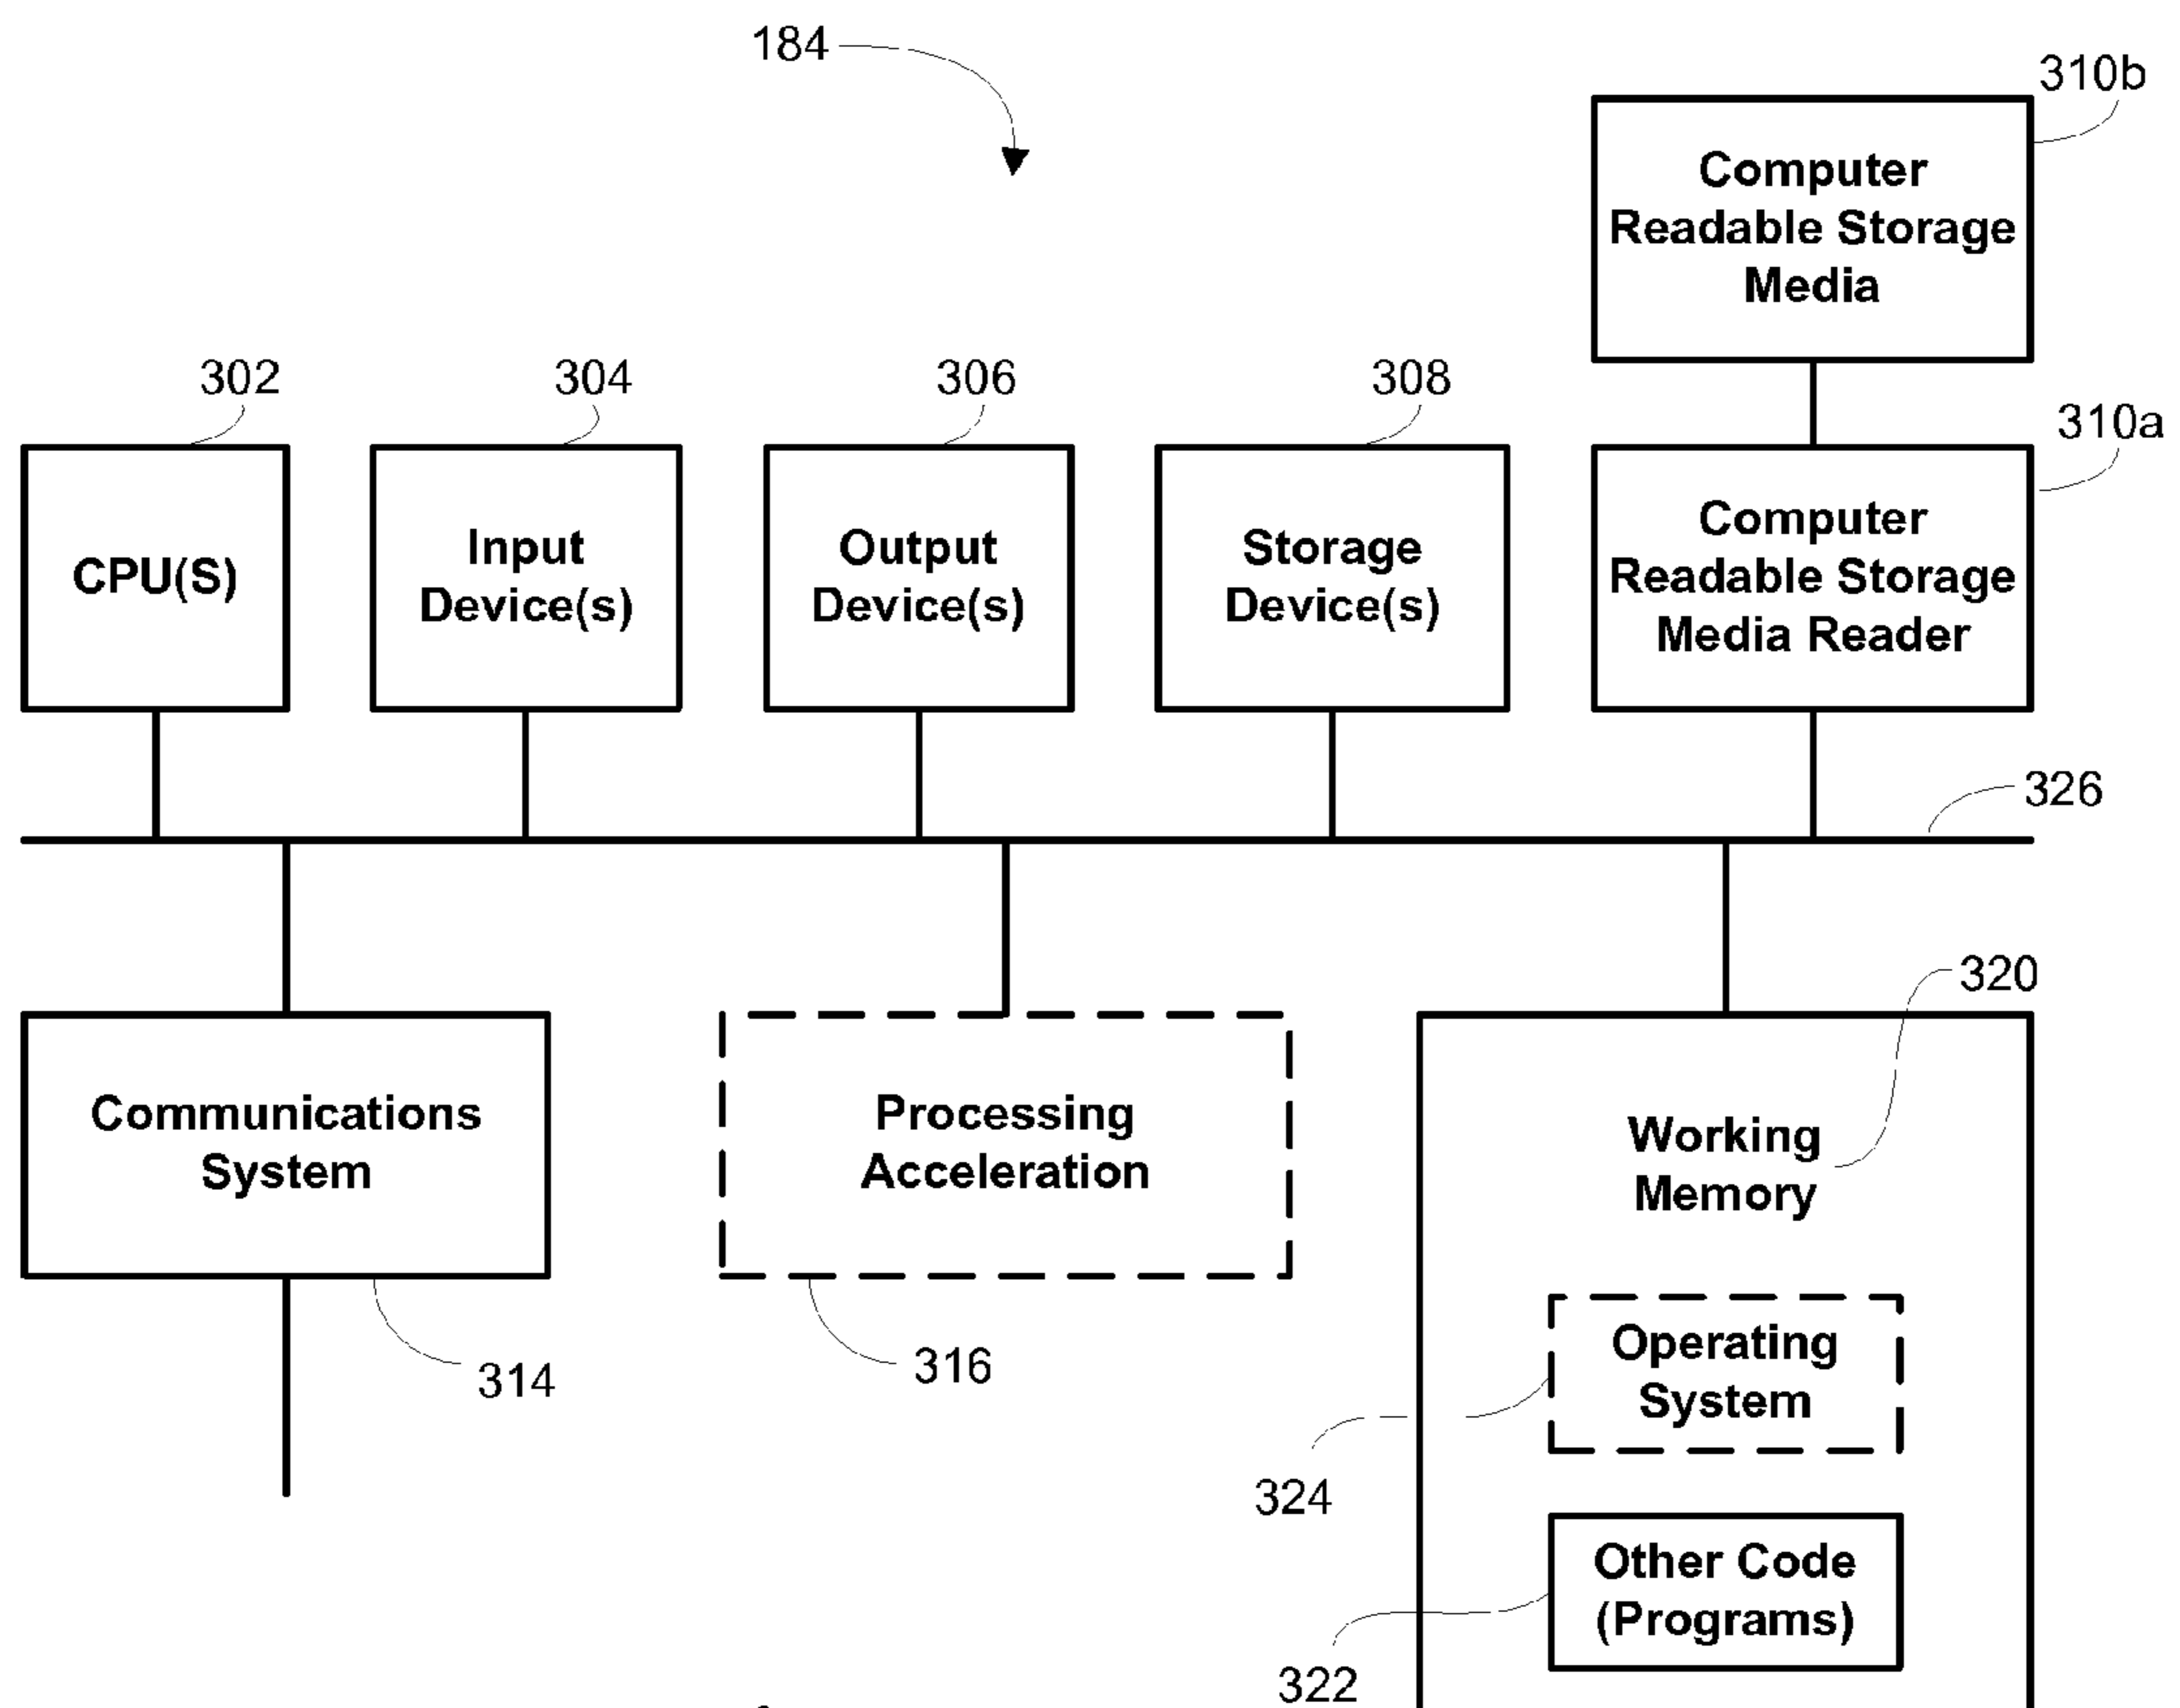 184
310b
Computer
Readable Storage
Media
302
304
306
308
310a
CPU(S)
Input
Device(s)
Output
Device(s)
Storage
Device(s)
Computer
Readable Storage
Media Reader
326
320
Communications
System
Processing
Acceleration
Working
Memory
314
316
Operating
System
324
Other Code
(Programs)
322